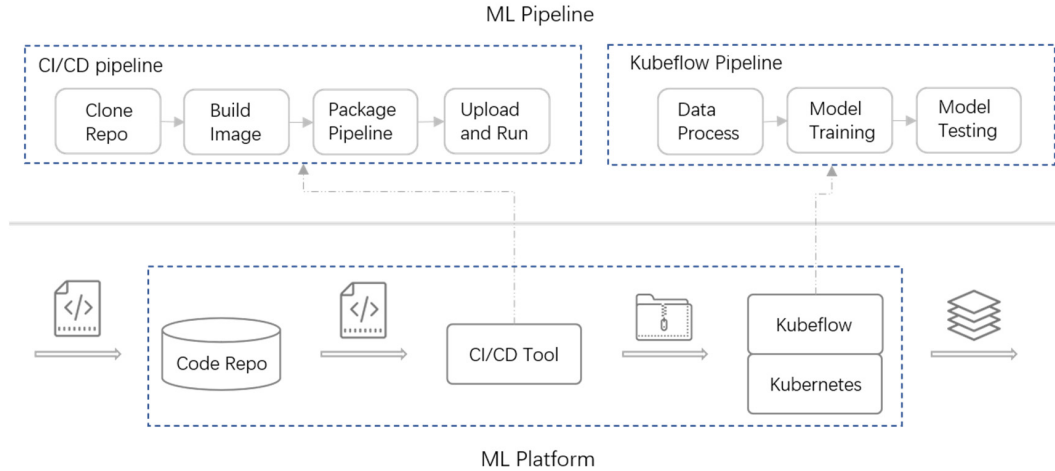 ML Pipeline
CI/CD pipeline
Clone
Repo
Build
Image
Package
Pipeline
Upload
and Run
Kubeflow Pipeline
Data
Process
Model
Training
Model
Testing
</>
Code Repo
</>
CI/CD Tool
Kubeflow
Kubernetes
ML Platform